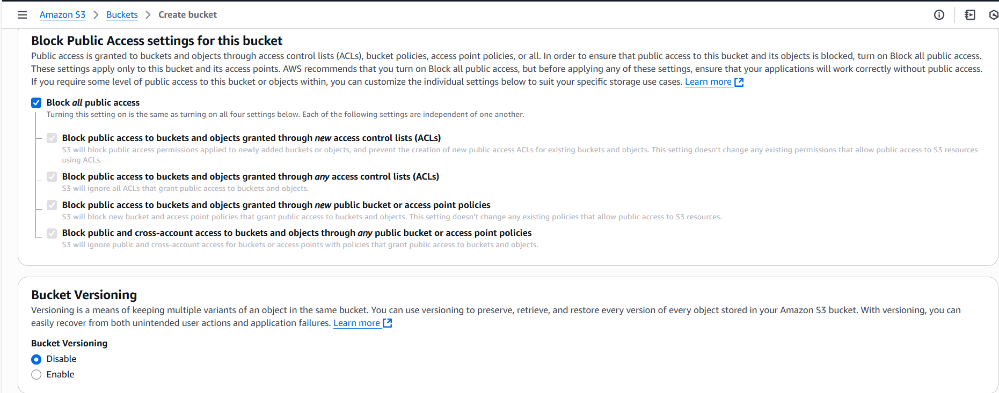 Amazon S3 > Buckets > Create bucket
Block Public Access settings for this bucket
Public access is granted to buckets and objects through access control lists (ACLs), bucket policies, access point policies, or all. In order to ensure that public access to this bucket and its objects is blocked, turn on Block all public access.
These settings apply only to this bucket and its access points. AWS recommends that you turn on Block all public access, but before applying any of these settings, ensure that your applications will work correctly without public access.
If you require some level of public access to this bucket or objects within, you can customize the individual settings below to suit your specific storage use cases. Learn more
Block all public access
Turning this setting on is the same as turning on all four settings below. Each of the following settings are independent of one another.
Block public access to buckets and objects granted through new access control lists (ACLs)
S3 will block public access permissions applied to newly added buckets or objects, and prevent the creation of new public access ACLs for existing buckets and objects. This setting doesn't change any existing permissions that allow public access to S3 resources
using ACLs.
Block public access to buckets and objects granted through any access control lists (ACLs)
S3 will ignore all ACLs that grant public access to buckets and objects.
Block public access to buckets and objects granted through new public bucket or access point policies
S3 will block new bucket and access point policies that grant public access to buckets and objects. This setting doesn't change any existing policies that allow public access to S3 resources.
Block public and cross-account access to buckets and objects through any public bucket or access point policies
S3 will ignore public and cross-account access for buckets or access points with policies that grant public access to buckets and objects.
Bucket Versioning
Versioning is a means of keeping multiple variants of an object in the same bucket. You can use versioning to preserve, retrieve, and restore every version of every object stored in your Amazon S3 bucket. With versioning, you can
easily recover from both unintended user actions and application failures. Learn more
Bucket Versioning
Disable
Enable